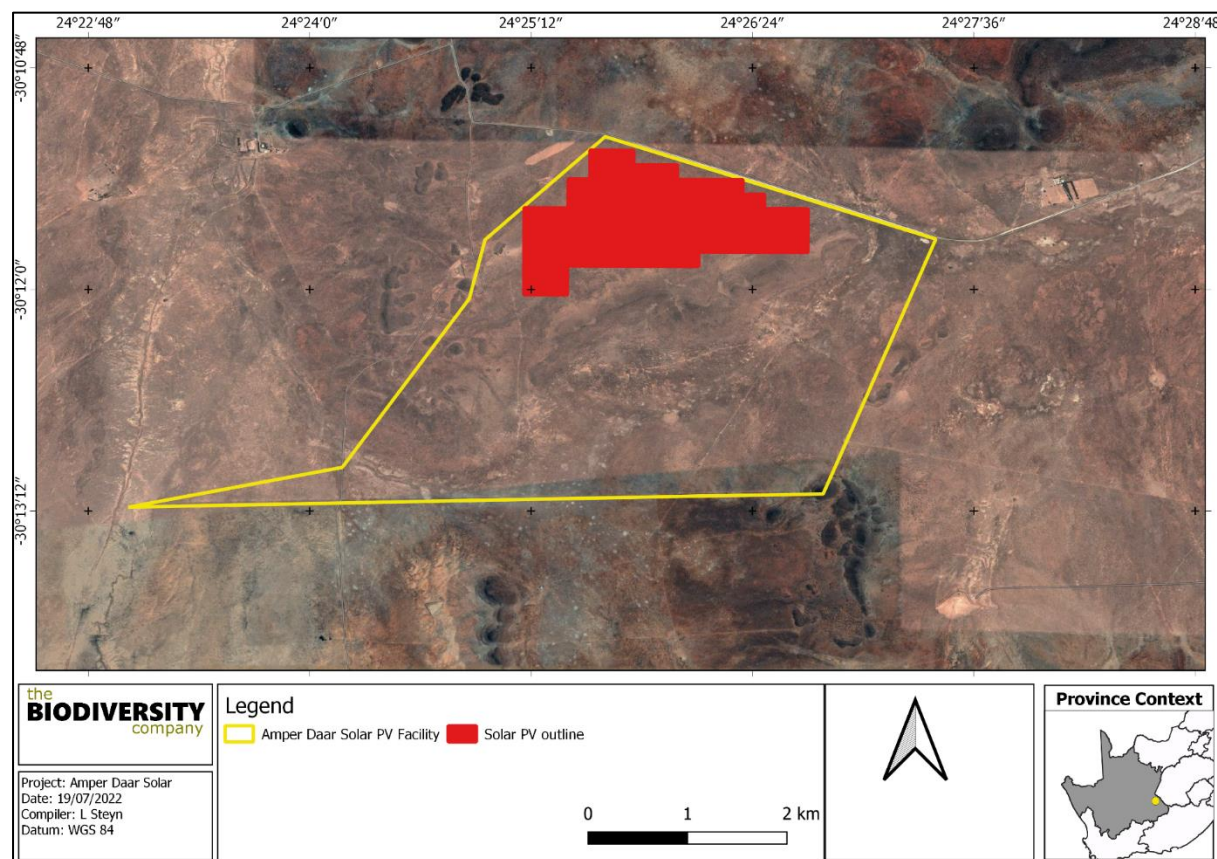 24°22′48″ 24°24′0″ 24°25′12″ 24°26′24″ 24°27′36″ 24°28′48″
-30°10′48″
-30°12′0″
-30°13′12″
the
BIODIVERSITY
company
Project: Amper Daar Solar
Date: 19/07/2022
Compiler: L Steyn
Datum: WGS 84
Legend
Amper Daar Solar PV Facility Solar PV outline
0 1 2 km
Province Context